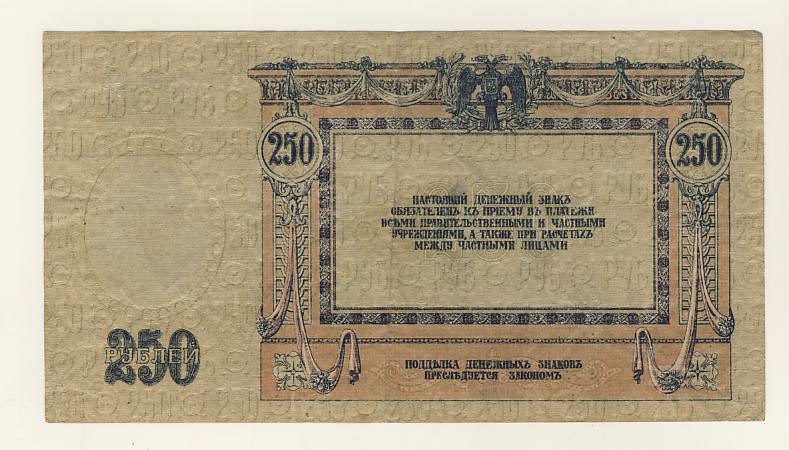 250
250
НАСТОЯЩІЙ ДЕНЕЖНЫЙ ЗНАКЪ
ОБЯЗАТЕЛЕНЪ КЪ ПРІЕМУ ВЪ ПЛАТЕЖИ
ВСѢМИ ПРАВИТЕЛЬСТВЕННЫМИ И ЧАСТНЫМИ
УЧРЕЖДЕНІЯМИ, А ТАКЖЕ ПРИ РАСЧЕТАХЪ
МЕЖДУ ЧАСТНЫМИ ЛИЦАМИ
250
РУБЛЕЙ
ПОДДѢЛКА ДЕНЕЖНЫХЪ ЗНАКОВЪ
ПРЕСЛѢДУЕТСЯ ЗАКОНОМЪ.